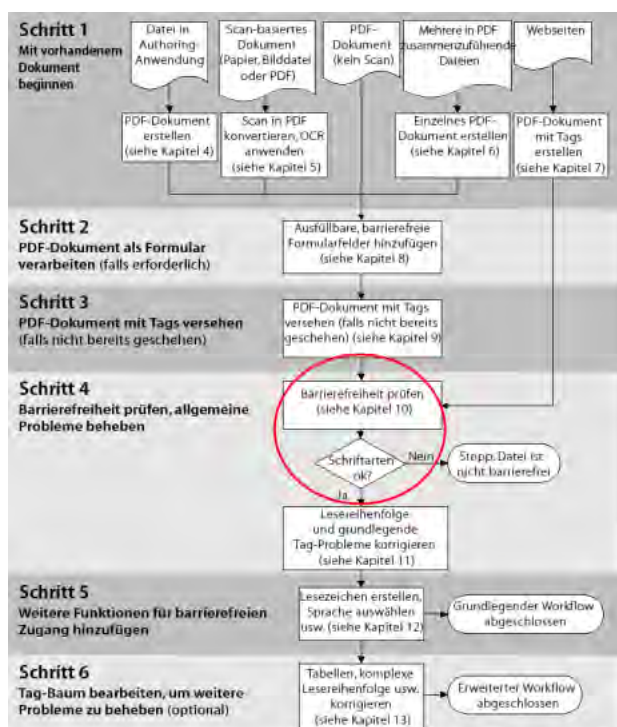 Schritt 1
Mit vorhandenem
Dokument
beginnen
Datei in
Authoring-
Anwendung
Scan-basiertes
Dokument
(Papier, Bilddatei
oder PDF)
PDF-
Dokument
(kein Scan)
Mehrere in PDF
zusammenzuführende
Dateien
Webseiten
PDF-Dokument
erstellen
(siehe Kapitel 4)
Scan in PDF
konvertieren, OCR
anwenden
(siehe Kapitel 5)
Einzelnes PDF-
Dokument erstellen
(siehe Kapitel 6)
PDF-Dokument
mit Tags
erstellen
(siehe Kapitel 7)
Schritt 2
PDF-Dokument als Formular
verarbeiten (falls erforderlich)
Ausfüllbare, barrierefreie
Formularfelder hinzufügen
(siehe Kapitel 8)
Schritt 3
PDF-Dokument mit Tags versehen
(falls nicht bereits geschehen)
PDF-Dokument mit Tags
versehen (falls nicht bereits
geschehen) (siehe Kapitel 9)
Schritt 4
Barrierefreiheit prüfen, allgemeine
Probleme beheben
Barrierefreiheit prüfen
(siehe Kapitel 10)
Schriftarten
ok?
Nein
Stopp. Datei ist
nicht barrierefrei
Ja
Lesereihenfolge
und grundlegende
Tag-Probleme korrigieren
(siehe Kapitel 11)
Schritt 5
Weitere Funktionen für barrierefreien
Zugang hinzufügen
Lesezeichen erstellen,
Sprache auswählen
usw. (siehe Kapitel 12)
Grundlegender Workflow
abgeschlossen
Schritt 6
Tag-Baum bearbeiten, um weitere
Probleme zu beheben (optional)
Tabellen, komplexe
Lesereihenfolge usw.
korrigieren
(siehe Kapitel 13)
Erweiterter Workflow
abgeschlossen